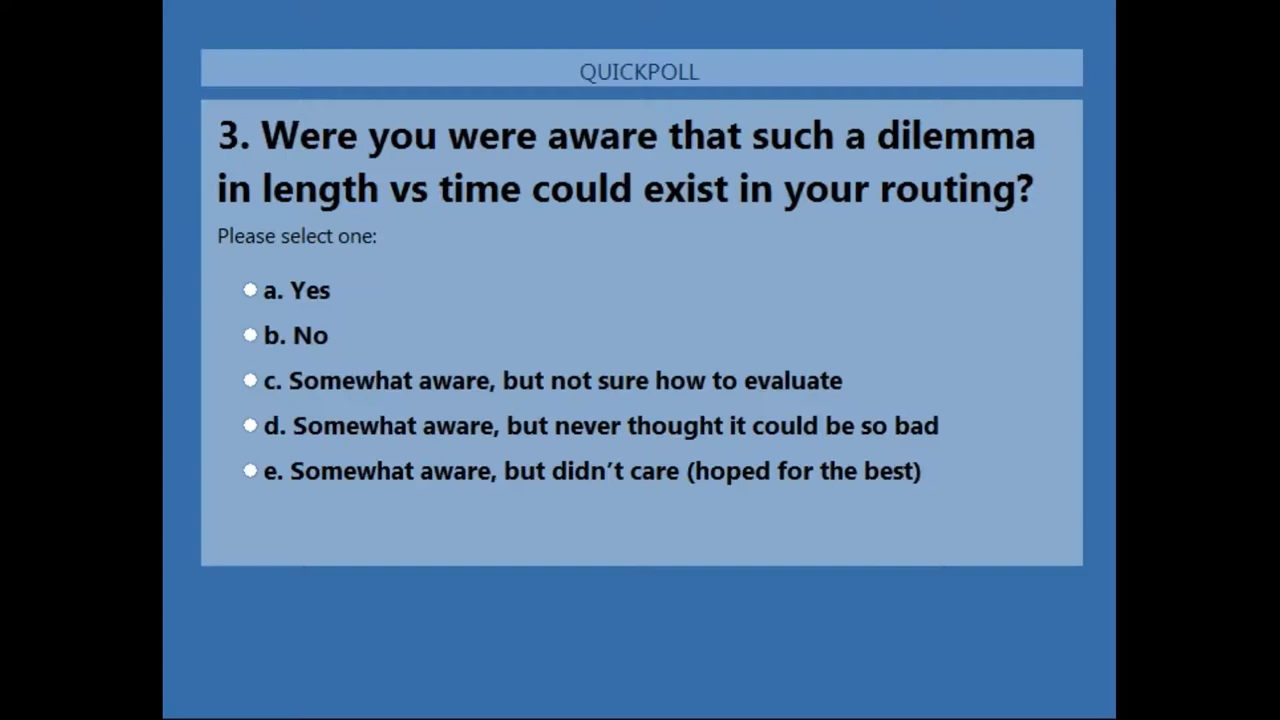 QUICKPOLL
3. Were you were aware that such a dilemma
in length vs time could exist in your routing?
Please select one:
a. Yes
b. No
c. Somewhat aware, but not sure how to evaluate
d. Somewhat aware, but never thought it could be so bad
e. Somewhat aware, but didn’t care (hoped for the best)